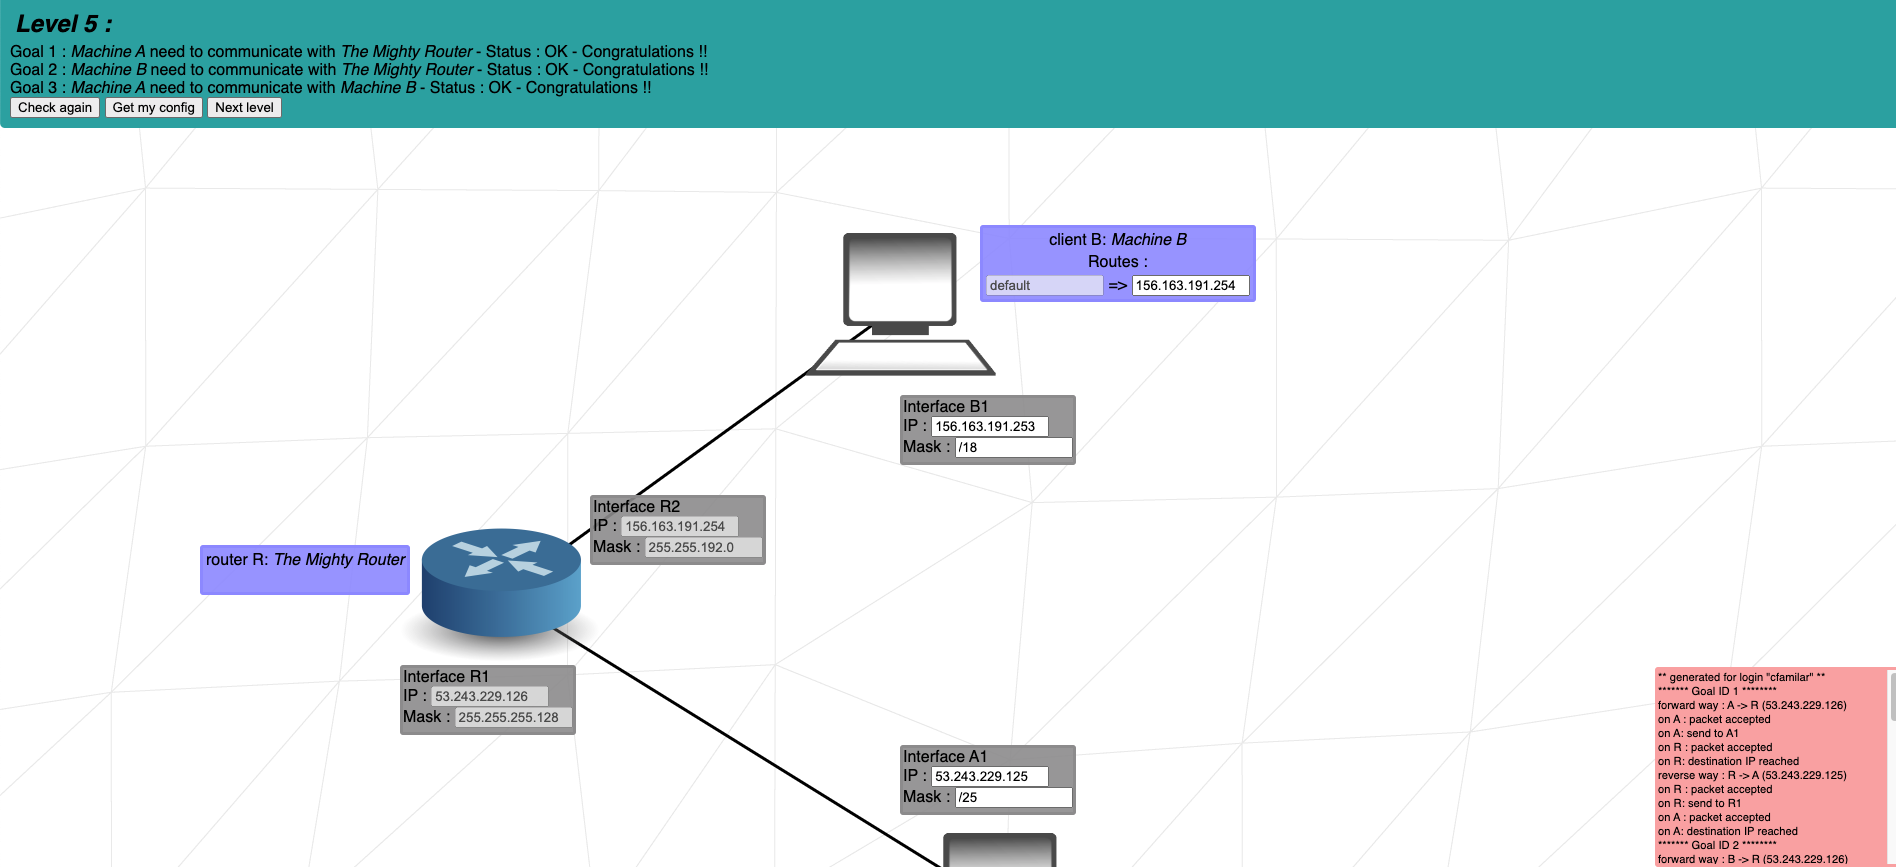 Level 5 :
Goal 1 : Machine A need to communicate with The Mighty Router - Status : OK - Congratulations !!
Goal 2 : Machine B need to communicate with The Mighty Router - Status : OK - Congratulations !!
Goal 3 : Machine A need to communicate with Machine B - Status : OK - Congratulations !!
Check again Get my config Next level
client B: Machine B
Routes :
default => 156.163.191.254
Interface B1
IP : 156.163.191.253
Mask : /18
Interface R2
IP : 156.163.191.254
Mask : 255.255.192.0
router R: The Mighty Router
Interface R1
IP : 53.243.229.126
Mask : 255.255.255.128
Interface A1
IP : 53.243.229.125
Mask : /25
** generated for login "cfamilar" **
******* Goal ID 1 ********
forward way : A -> R (53.243.229.126)
on A : packet accepted
on A: send to A1
on R : packet accepted
on R: destination IP reached
reverse way : R -> A (53.243.229.125)
on R : packet accepted
on R: send to R1
on A : packet accepted
on A: destination IP reached
******* Goal ID 2 ********
forward way : B -> R (53.243.229.126)